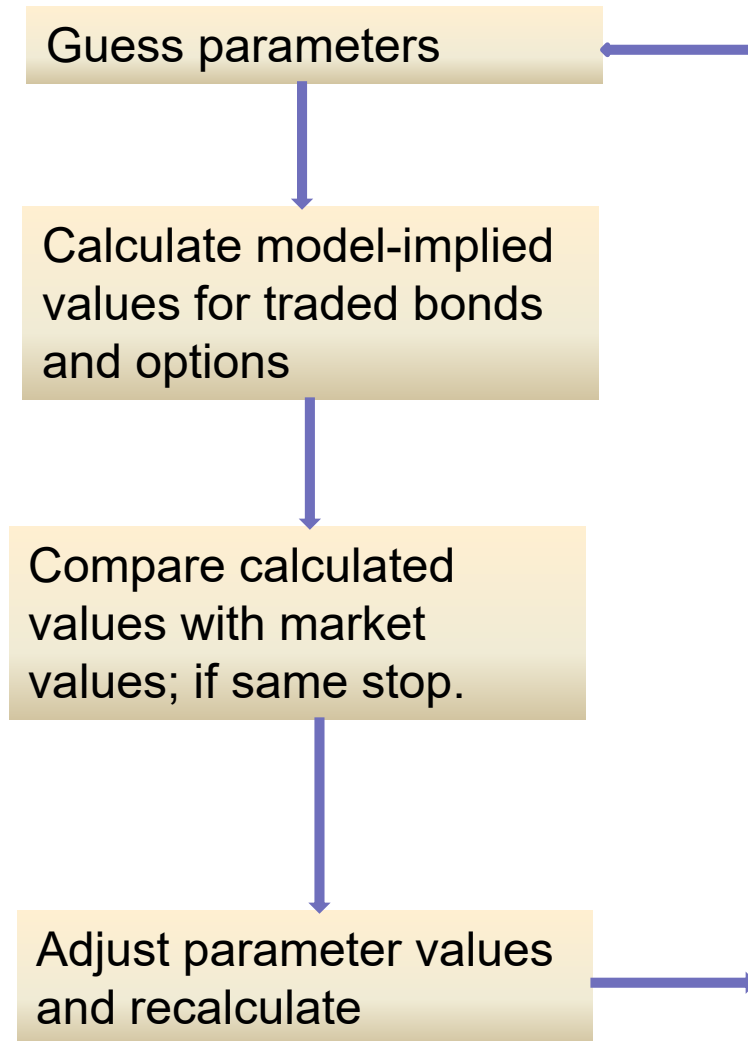 Guess parameters
Calculate model-implied
values for traded bonds
and options
Compare calculated
values with market
values; if same stop.
Adjust parameter values
and recalculate